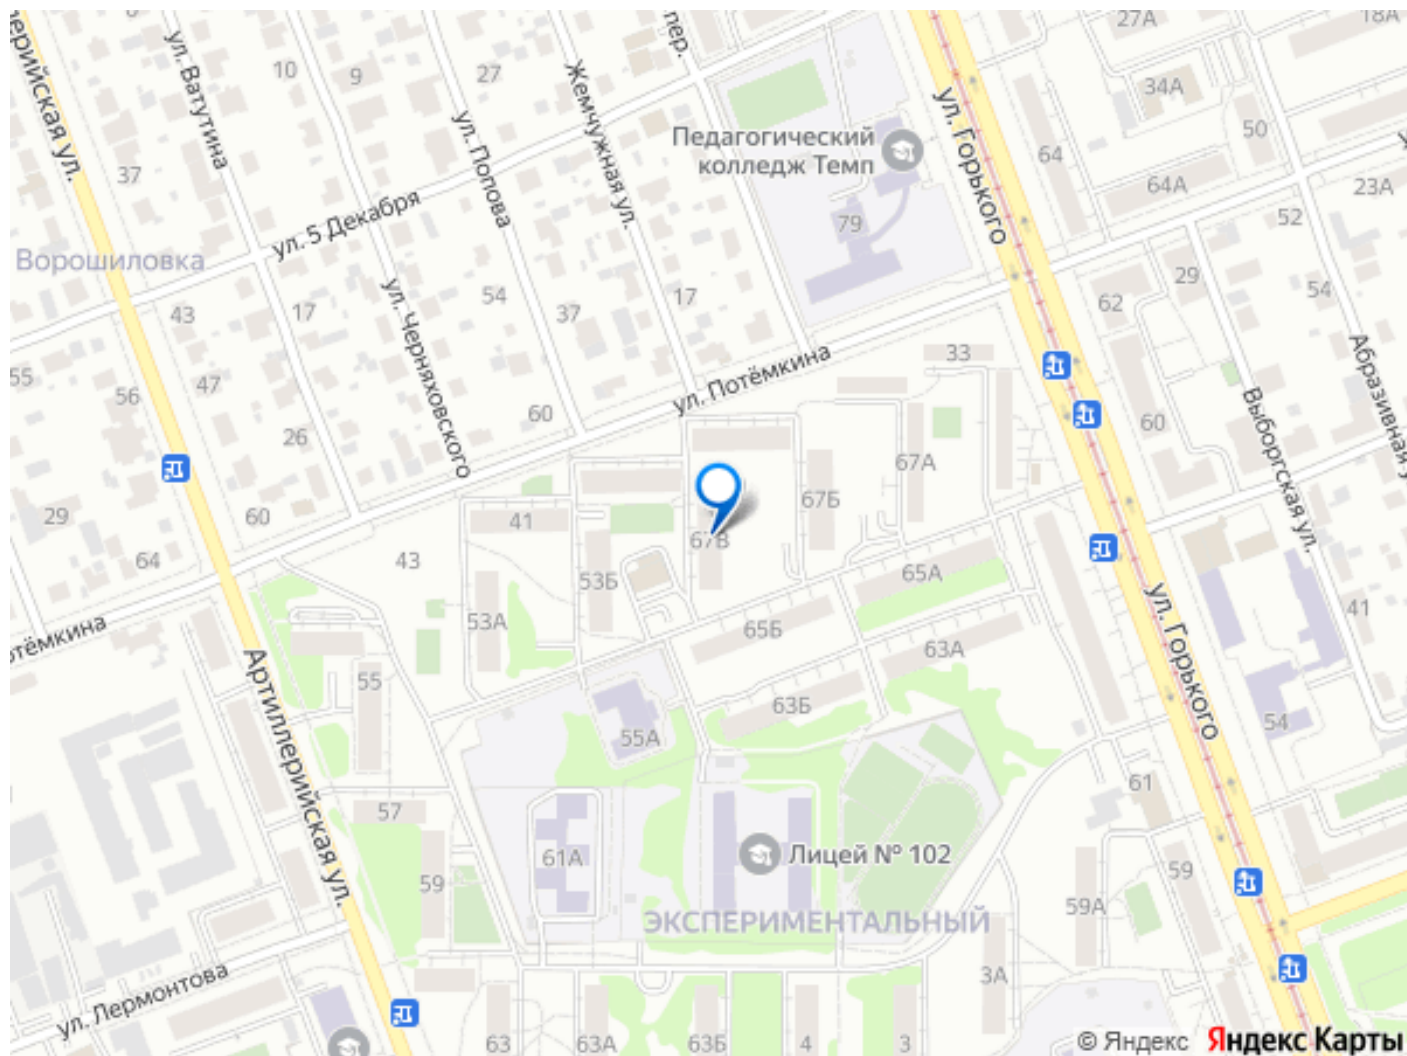 27А
18А
пер.
ул. Ватутина
10
9
27
34А
ул. Горького
50
Жемчужная ул.
ул. Попова
Педагогический
колледж Темп
64
37
64А
23А
ул. 5 Декабря
79
52
Ворошиловка
29
54
54
17
17
62
43
37
ул. Черняховского
33
ул. Потёмкина
Абразивная
55
47
56
60
60
Выборгская ул.
26
67А
67Б
29
60
41
67В
64
43
53Б
65А
41
53А
65Б
63А
ул. Горького
55
63Б
Артиллерийская ул.
55А
54
61
57
61А
Лицей № 102
59
59
59А
ЭКСПЕРИМЕНТАЛЬНЫЙ
ул. Лермонтова
3А
63
63А
63Б
4
3
© Яндекс Яндекс Карты